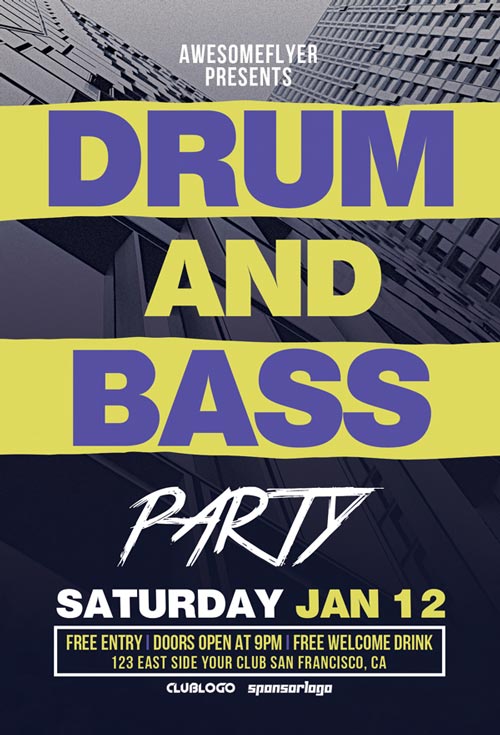 AWESOMEFLYER
PRESENTS
DRUM
AND
BASS
PARTY
SATURDAY JAN 12
FREE ENTRY | DOORS OPEN AT 9PM | FREE WELCOME DRINK
123 EAST SIDE YOUR CLUB SAN FRANCISCO, CA
CLUBLOGO sponsorlogo